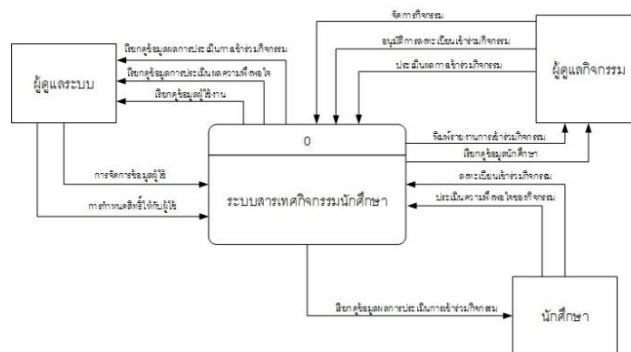 จัดการกิจกรรม
อนุมัติการลงทะเบียนเข้าร่วมกิจกรรม
ประเมินผลการเข้าร่วมกิจกรรม
ผู้ดูแลกิจกรรม
เรียกดูข้อมูลผลการประเมินการเข้าร่วมกิจกรรม
เรียกดูข้อมูลการประเมินผลความพึงพอใจ
เรียกดูข้อมูลผู้ใช้งาน
ผู้ดูแลระบบ
0
พิมพ์รายงานการเข้าร่วมกิจกรรม
เรียกดูข้อมูลนักศึกษา
การจัดการข้อมูลผู้ใช้
ลงทะเบียนเข้าร่วมกิจกรรม
ระบบสารเทศกิจกรรมนักศึกษา
ประเมินความพึงพอใจของกิจกรรม
การกำหนดสิทธิ์ให้กับผู้ใช้
เรียกดูข้อมูลผลการประเมินการเข้าร่วมกิจกรรม
นักศึกษา